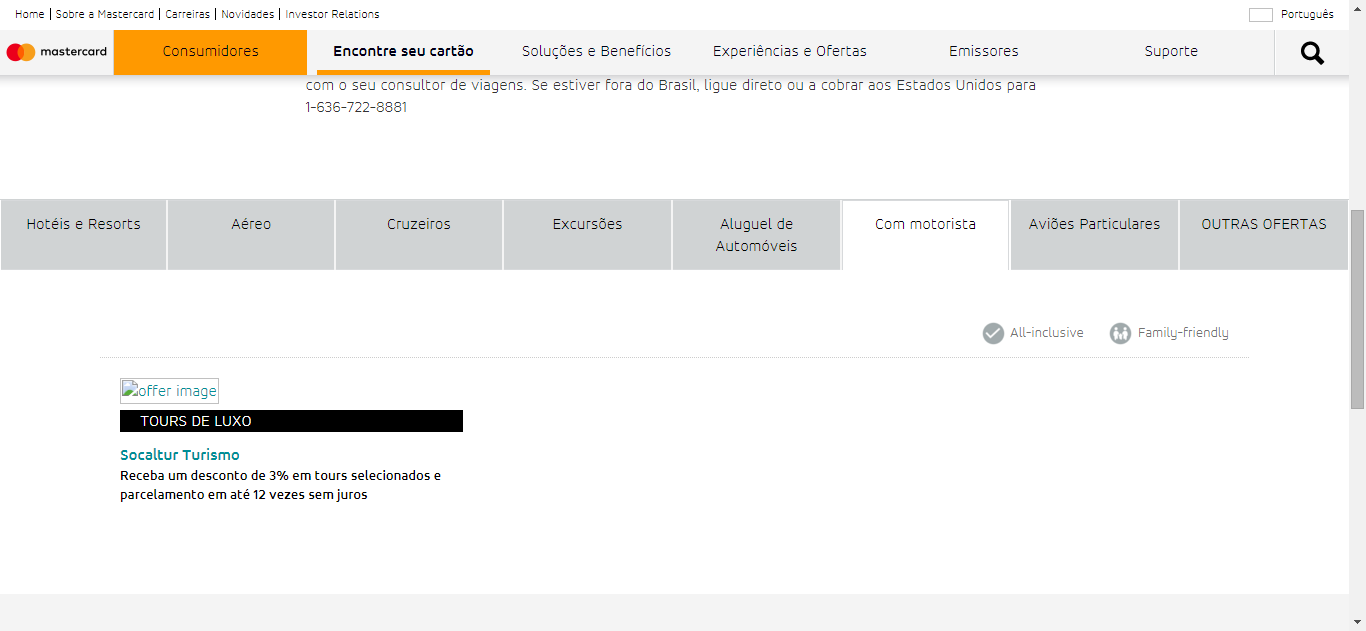 Home | Sobre a Mastercard | Carreiras | Novidades | Investor Relations
Português
mastercard
Consumidores
Encontre seu cartão
Soluções e Benefícios
Experiências e Ofertas
Emissores
Suporte
com o seu consultor de viagens. Se estiver fora do Brasil, ligue direto ou a cobrar aos Estados Unidos para
1-636-722-8881
Hotéis e Resorts
Aéreo
Cruzeiros
Excursões
Aluguel de
Automóveis
Com motorista
Aviões Particulares
OUTRAS OFERTAS
All-inclusive
Family-friendly
offer image
TOURS DE LUXO
Socaltur Turismo
Receba um desconto de 3% em tours selecionados e
parcelamento em até 12 vezes sem juros